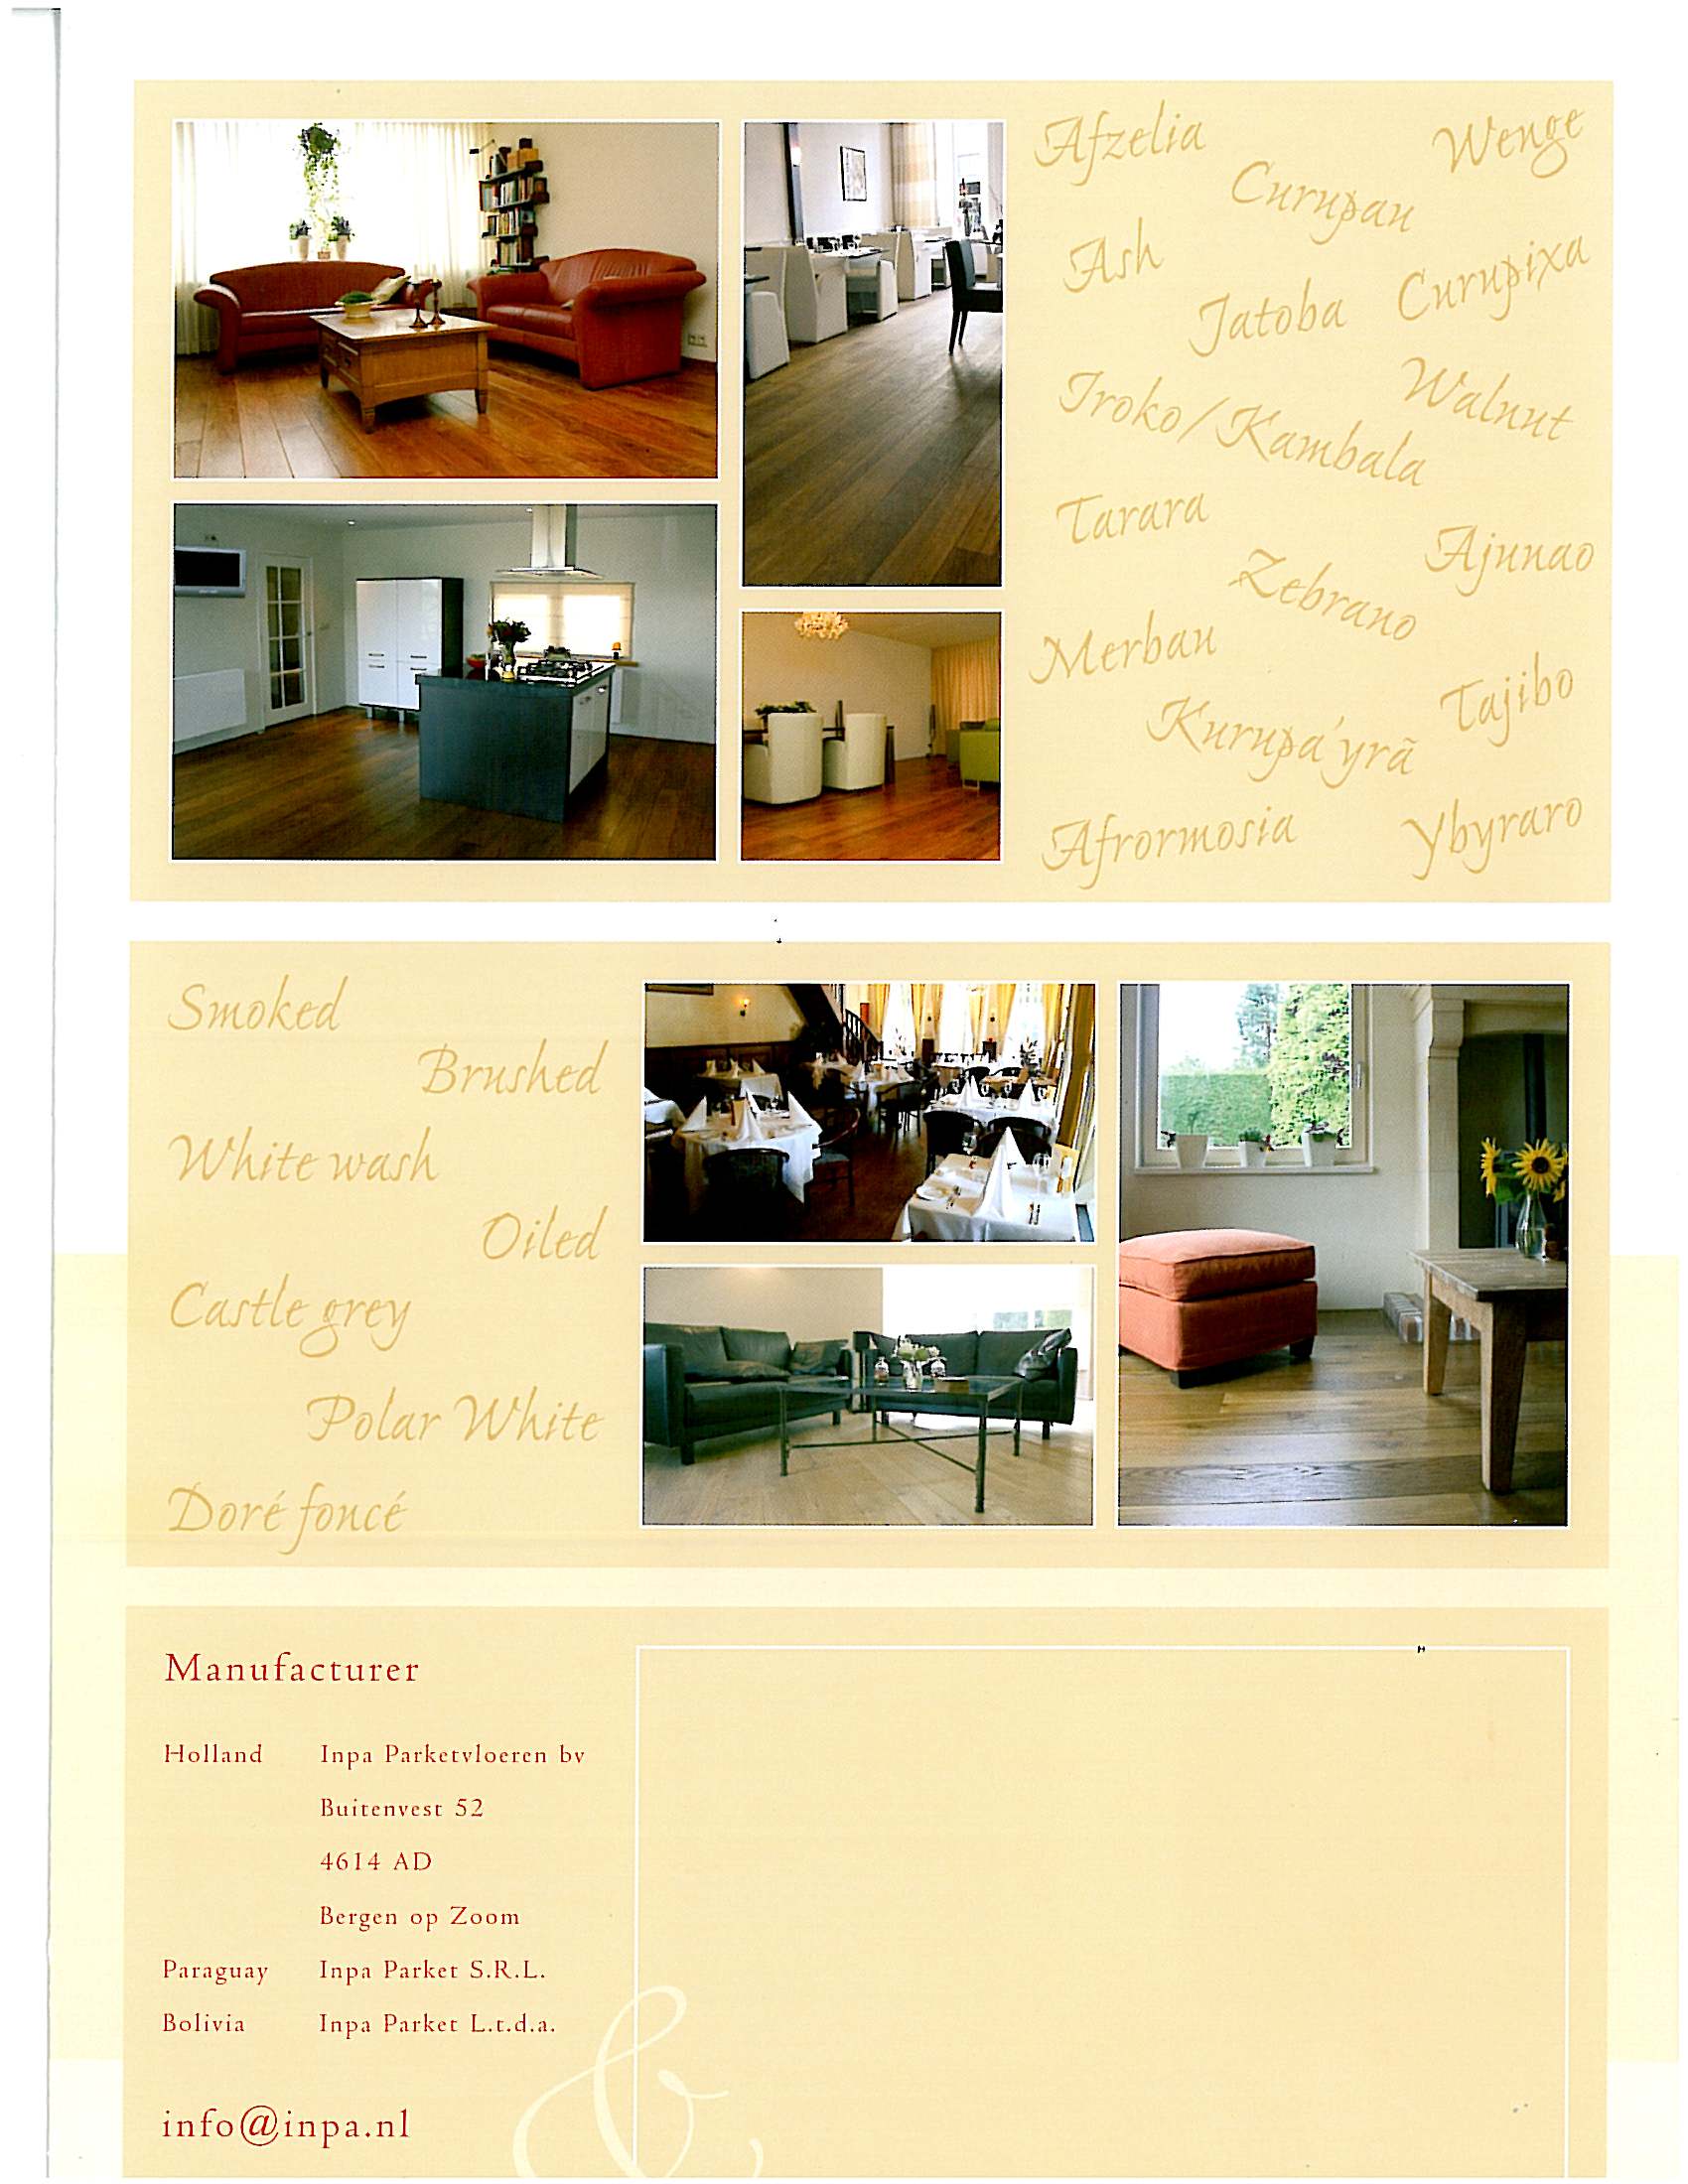 Afzelia
Wenge
Curupau
Ash
Curupixa
Jatoba
Walnut
Iroko/Kambala
Tarara
Ajunao
Zebrano
Merbau
Tajibo
Kurupa'yrã
Afrormosia
Ybyraro
Smoked
Brushed
White wash
Oiled
Castle grey
Polar White
Doré foncé
Manufacturer
Holland Inpa Parketvloeren bv
Buitenvest 52
4614 AD
Bergen op Zoom
Paraguay Inpa Parket S.R.L.
Bolivia Inpa Parket L.t.d.a.
&
info@inpa.nl